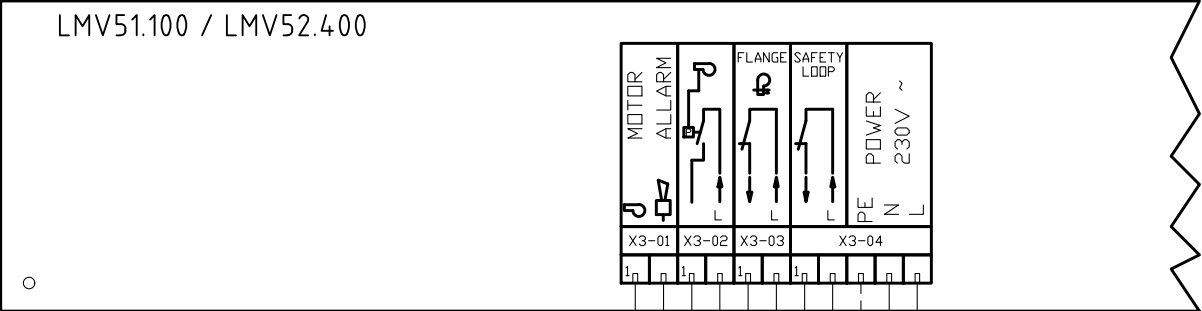 LMV51.100 / LMV52.400
MOTOR
ALLARM
FLANGE
SAFETY
LOOP
POWER
230V ~
L
L
L
PE
N
L
X3-01
X3-02
X3-03
X3-04
1
1
1
1